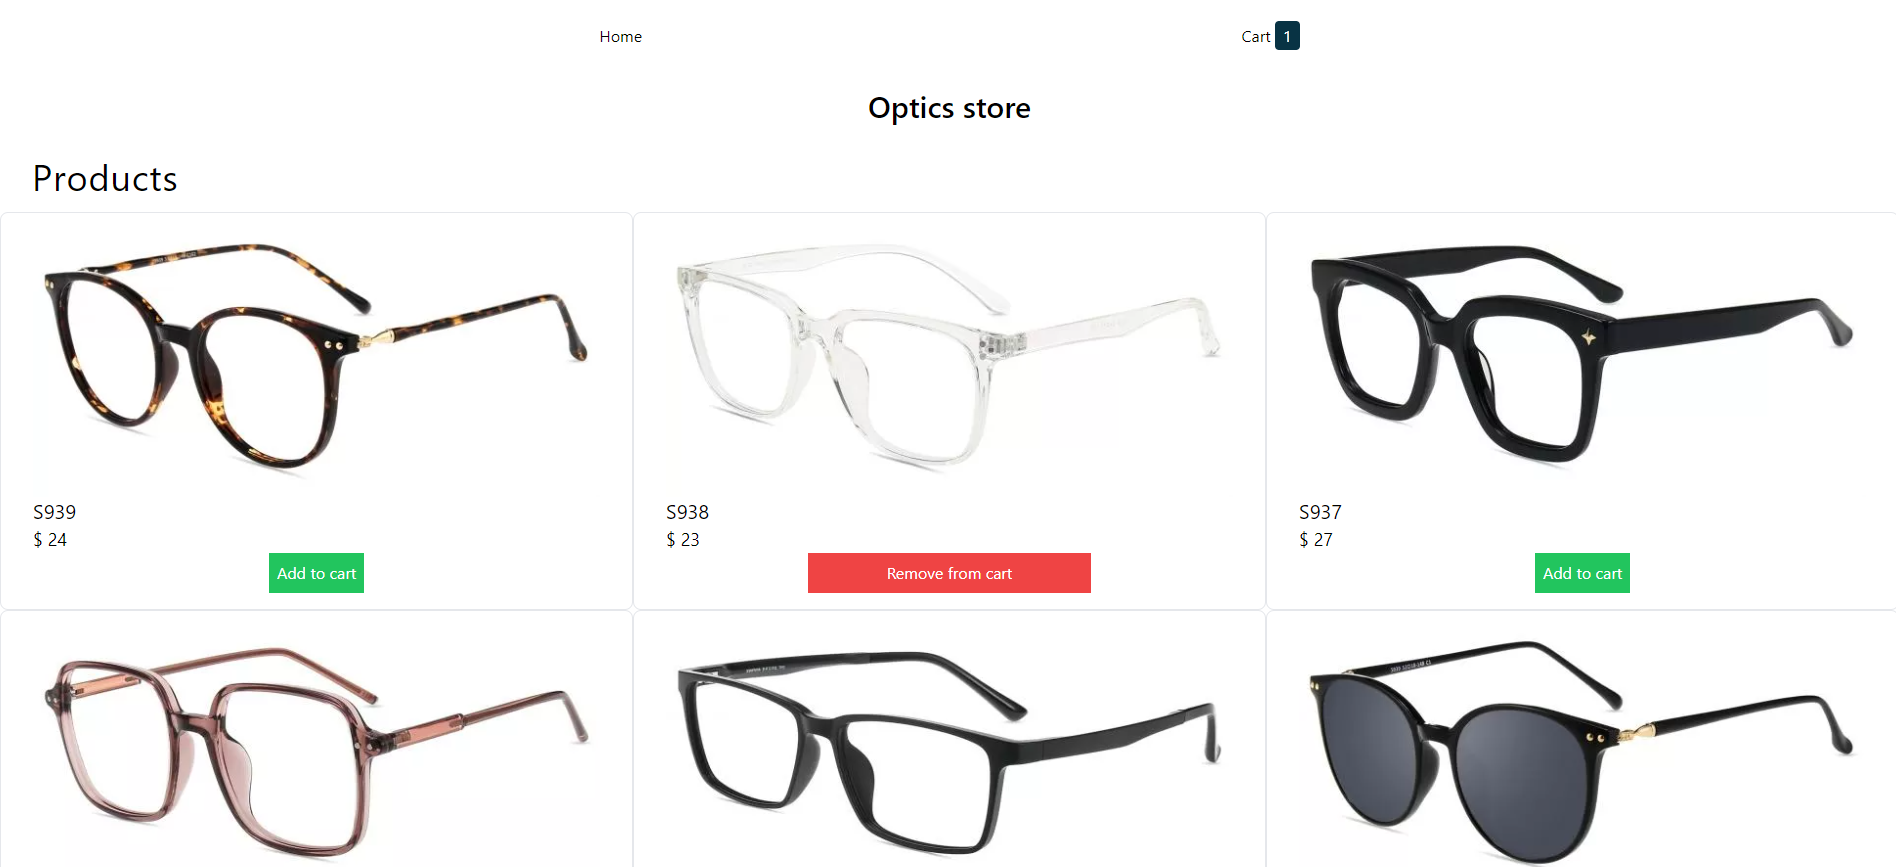 Home
Cart 1
Optics store
Products
S939
$ 24
Add to cart
S938
$ 23
Remove from cart
S937
$ 27
Add to cart